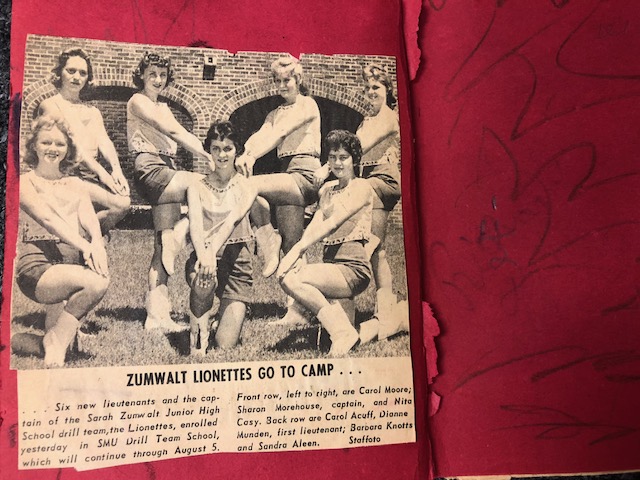 ZUMWALT LIONETTES GO TO CAMP . . .
. . . Six new lieutenants and the cap-
tain of the Sarah Zumwalt Junior High
School drill team, the Lionettes, enrolled
yesterday in SMU Drill Team School,
which will continue through August 5.
Front row, left to right, are Carol Moore;
Sharon Morehouse, captain, and Nita
Casy. Back row are Carol Acuff, Dianne
Munden, first lieutenant; Barbara Knotts
and Sandra Aleen. Staffoto